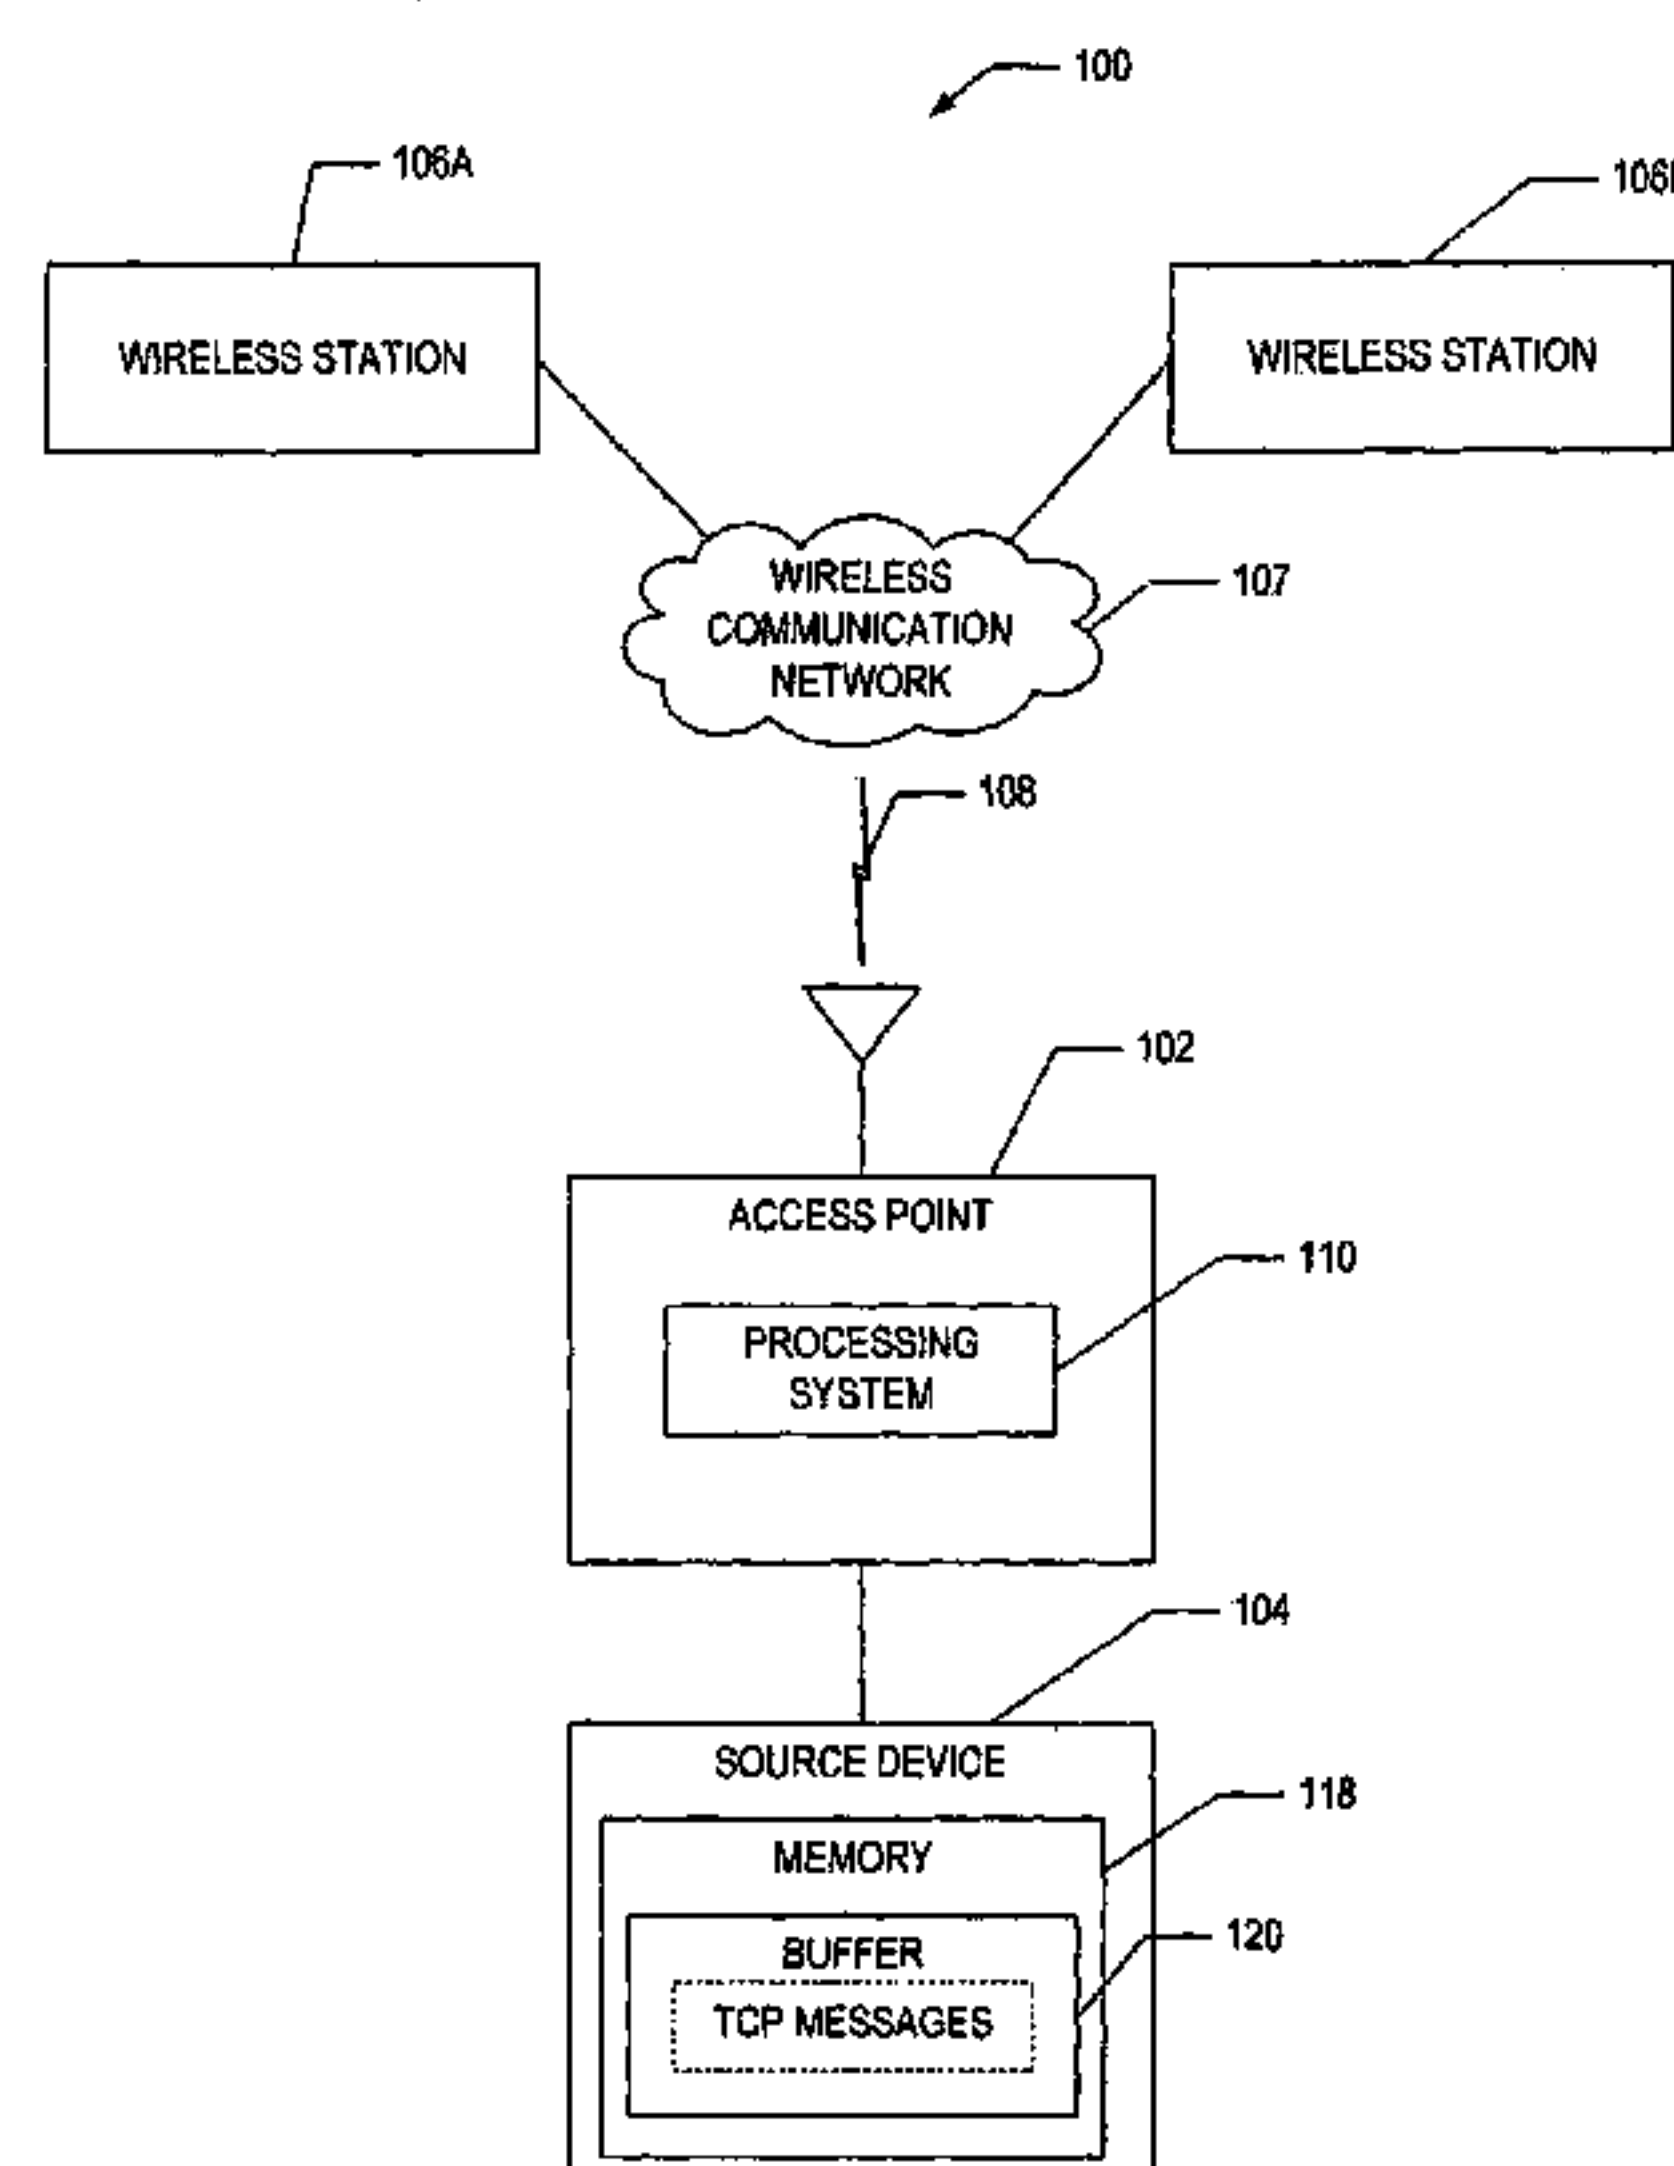 100
106A
106
WIRELESS STATION
WIRELESS STATION
WIRELESS
COMMUNICATION
NETWORK
107
108
102
ACCESS POINT
110
PROCESSING
SYSTEM
104
SOURCE DEVICE
118
MEMORY
120
BUFFER
TCP MESSAGES